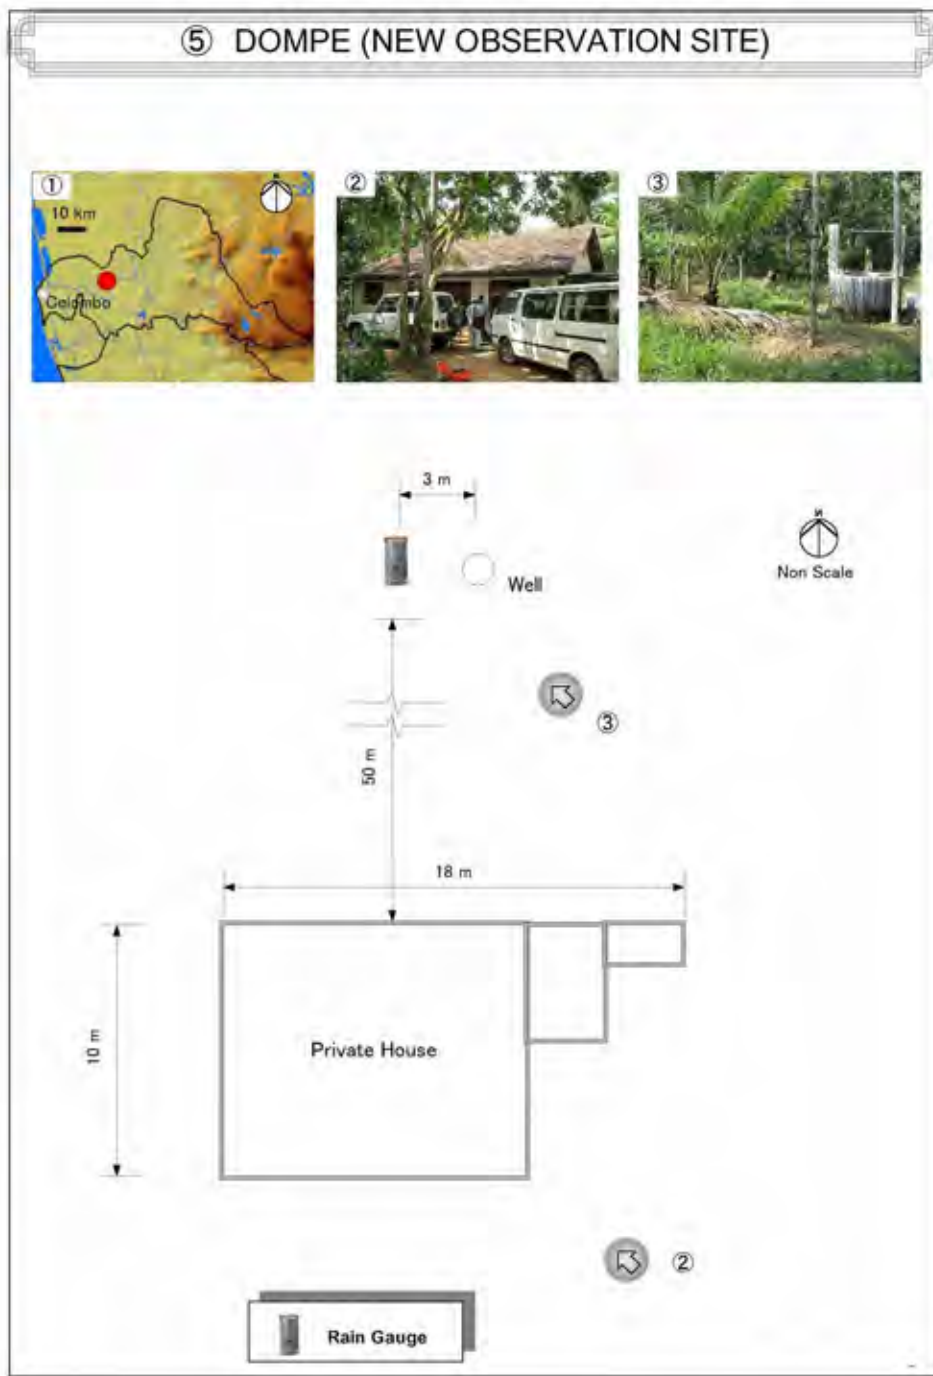 ⑤ DOMPE (NEW OBSERVATION SITE)
①
N
10 km
Colombo
②
③
3 m
Well
N
Non Scale
③
50 m
18 m
10 m
Private House
②
Rain Gauge